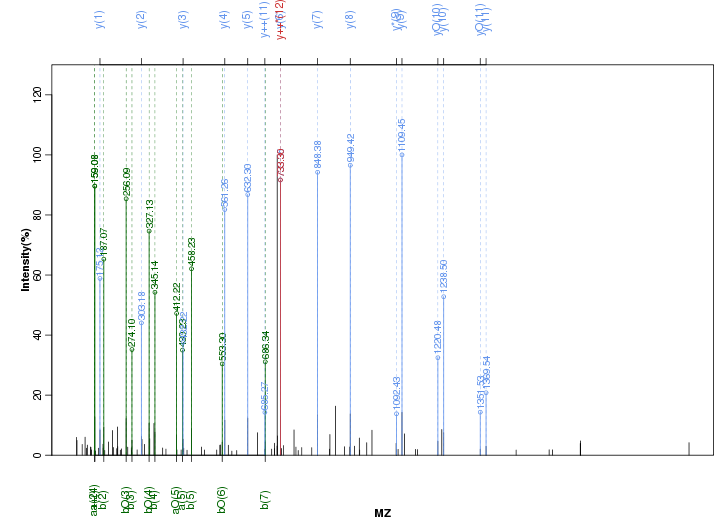 y(1)
y(2)
y(3)
y(4)
y(5)
y++(11)
y(7)
y(8)
y(9)
yO(10)
y(10)
yO(11)
y(11)
Intensity(%)
0
20
40
60
80
100
120
159.08
175.12
187.07
256.09
274.10
303.18
327.13
345.14
412.22
430.23
458.23
553.30
561.26
632.30
686.34
733.30
848.38
949.42
1092.43
1109.45
1220.48
1238.50
1351.53
1369.54
b(2)
bO(3)
b(3)
bO(4)
b(4)
aO(5)
a(5)
b(5)
bO(6)
b(7)
MZ